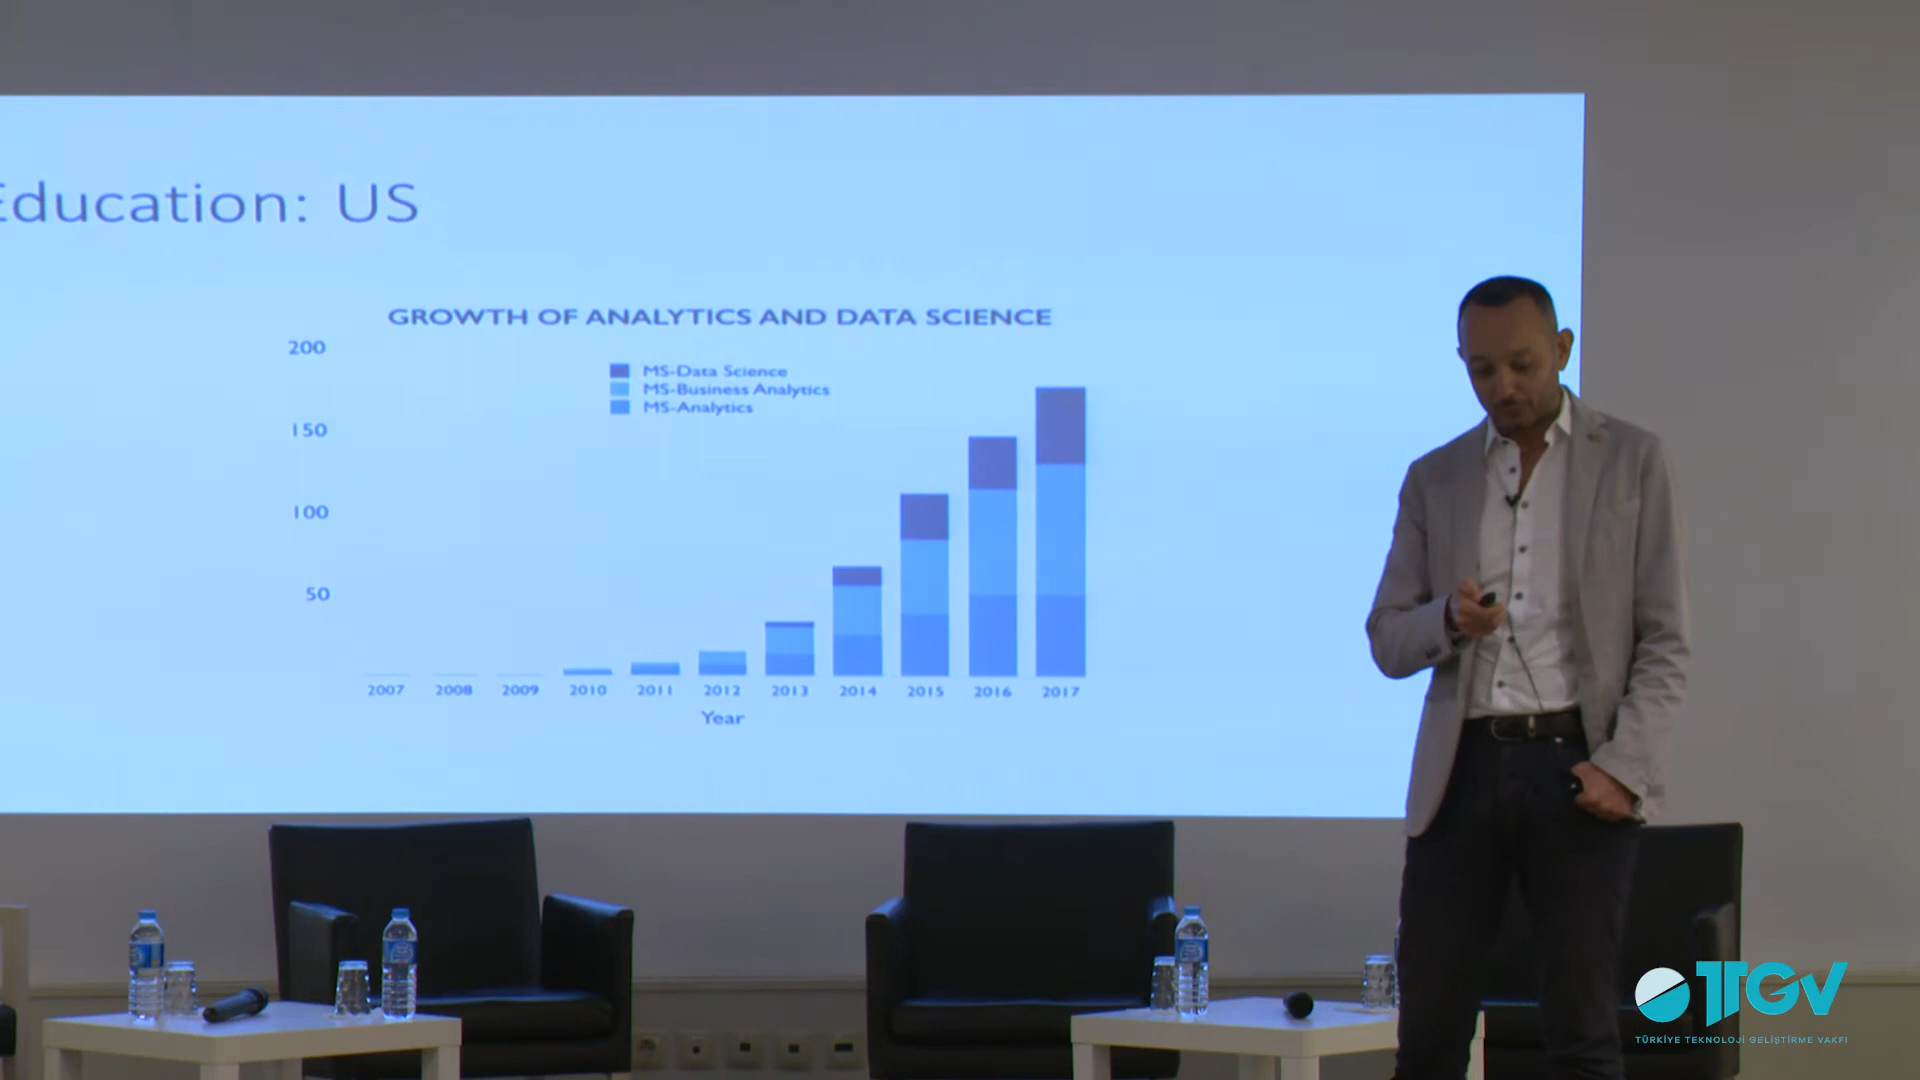 Education: US
GROWTH OF ANALYTICS AND DATA SCIENCE
MS-Data Science
MS-Business Analytics
MS-Analytics
200
150
100
50
2007 2008 2009 2010 2011 2012 2013 2014 2015 2016 2017
Year
TTGV
TÜRKİYE TEKNOLOJİ GELİŞTİRME VAKFI